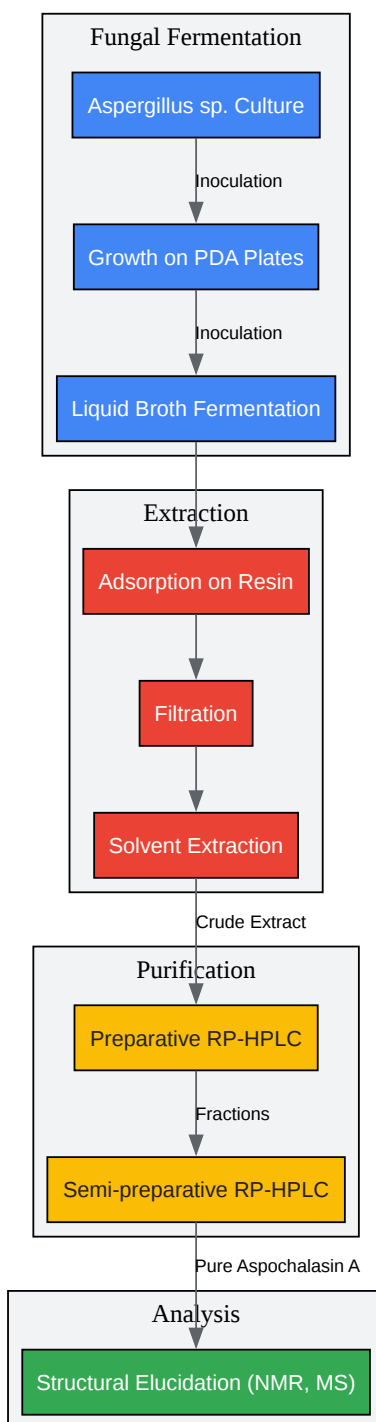 Fungal Fermentation
Aspergillus sp. Culture
Inoculation
Growth on PDA Plates
Inoculation
Liquid Broth Fermentation
Extraction
Adsorption on Resin
Filtration
Solvent Extraction
Crude Extract
Purification
Preparative RP-HPLC
Fractions
Semi-preparative RP-HPLC
Pure Aspochalasin A
Analysis
Structural Elucidation (NMR, MS)